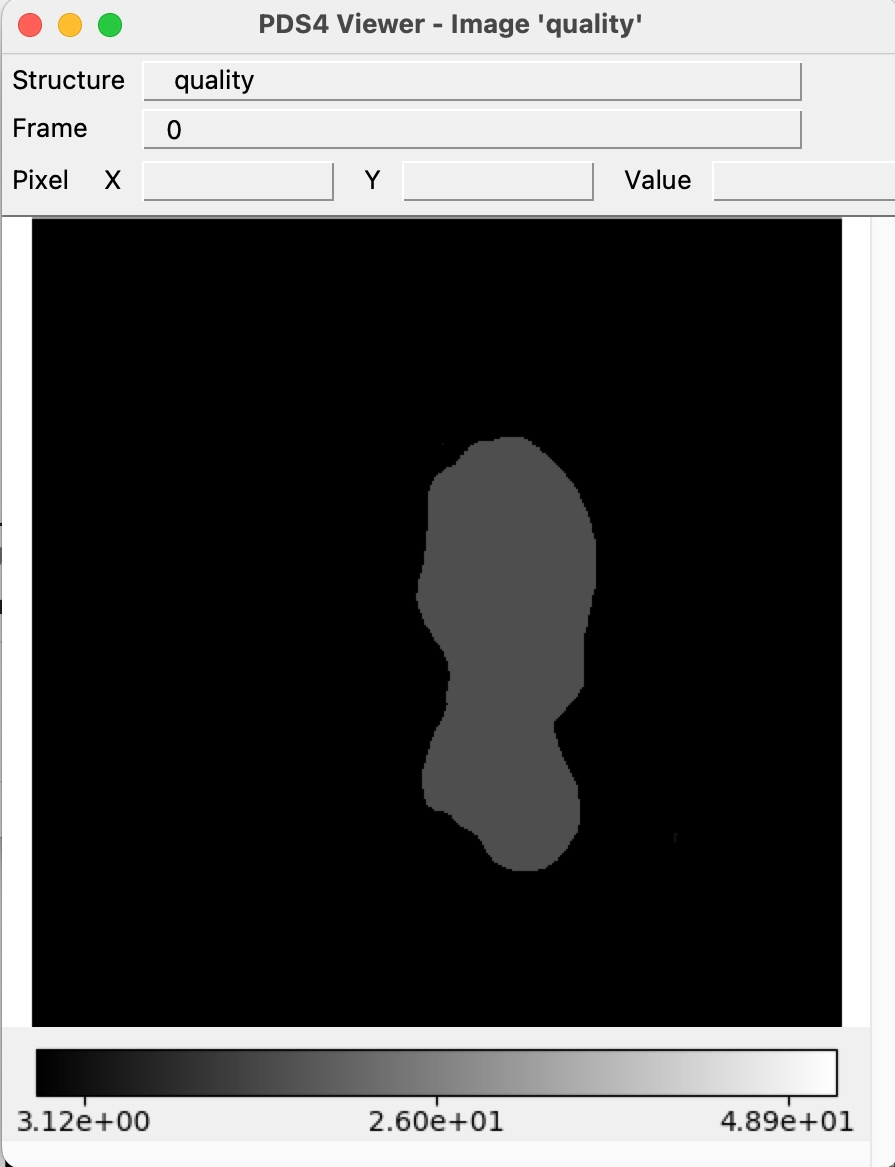 PDS4 Viewer - Image 'quality'
Structure quality
Frame 0
Pixel X Y Value
3.12e+00 2.60e+01 4.89e+01